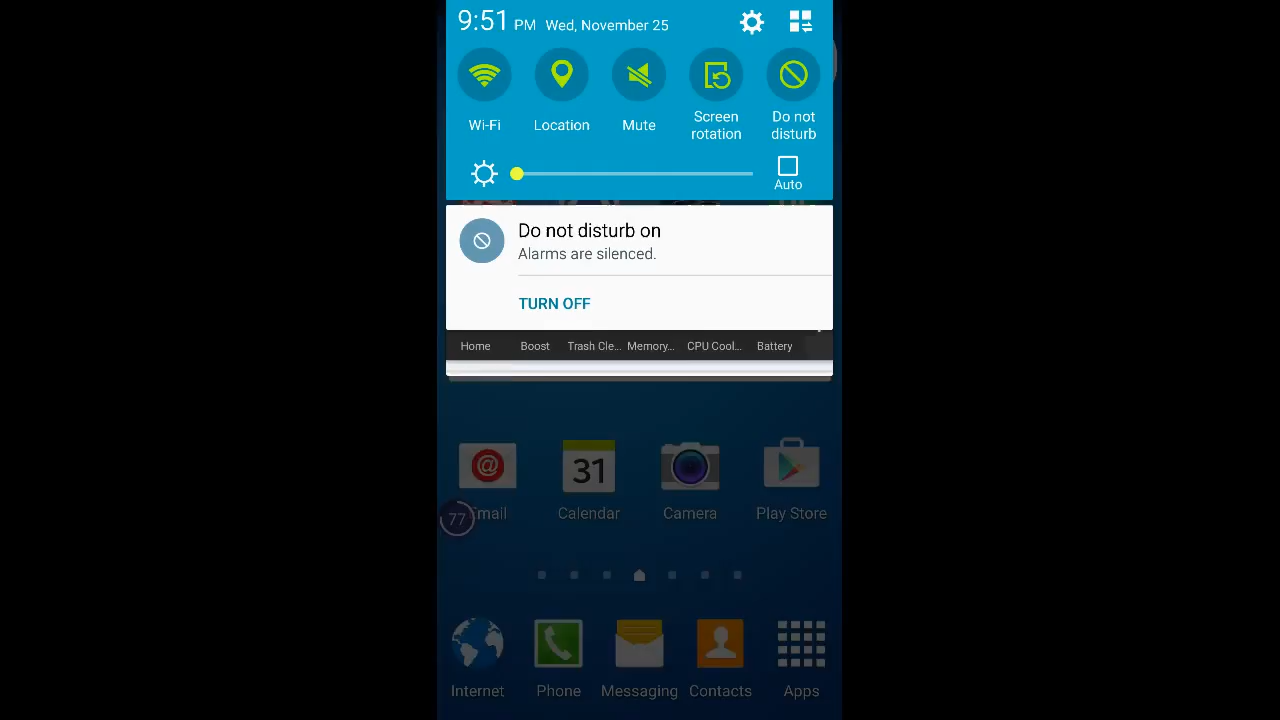 9:51 PM Wed, November 25
Wi-Fi Location Mute Screen rotation Do not disturb
Auto
Do not disturb on
Alarms are silenced.
TURN OFF
Home Boost Trash Cle... Memory... CPU Cool... Battery
31
Email Calendar Camera Play Store
77
Internet Phone Messaging Contacts Apps